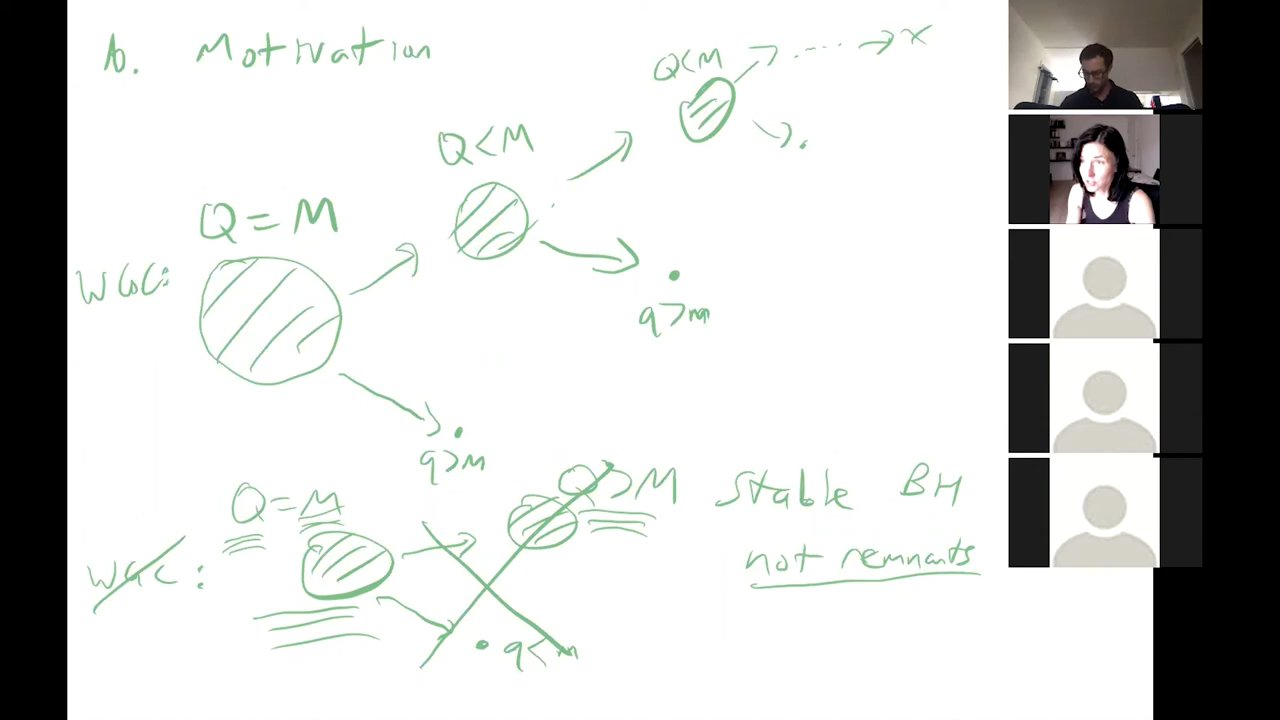 b. Motivation
Q<M
x
Q<M
Q=M
WGC:
q>m
q>m
Q=M
Q>M
stable BH
not remnants
WGC:
q<m